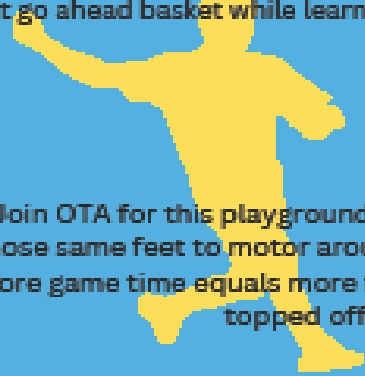 t go ahead basket while learn
Join OTA for this playground
ose same feet to motor arou
ore game time equals more
topped off